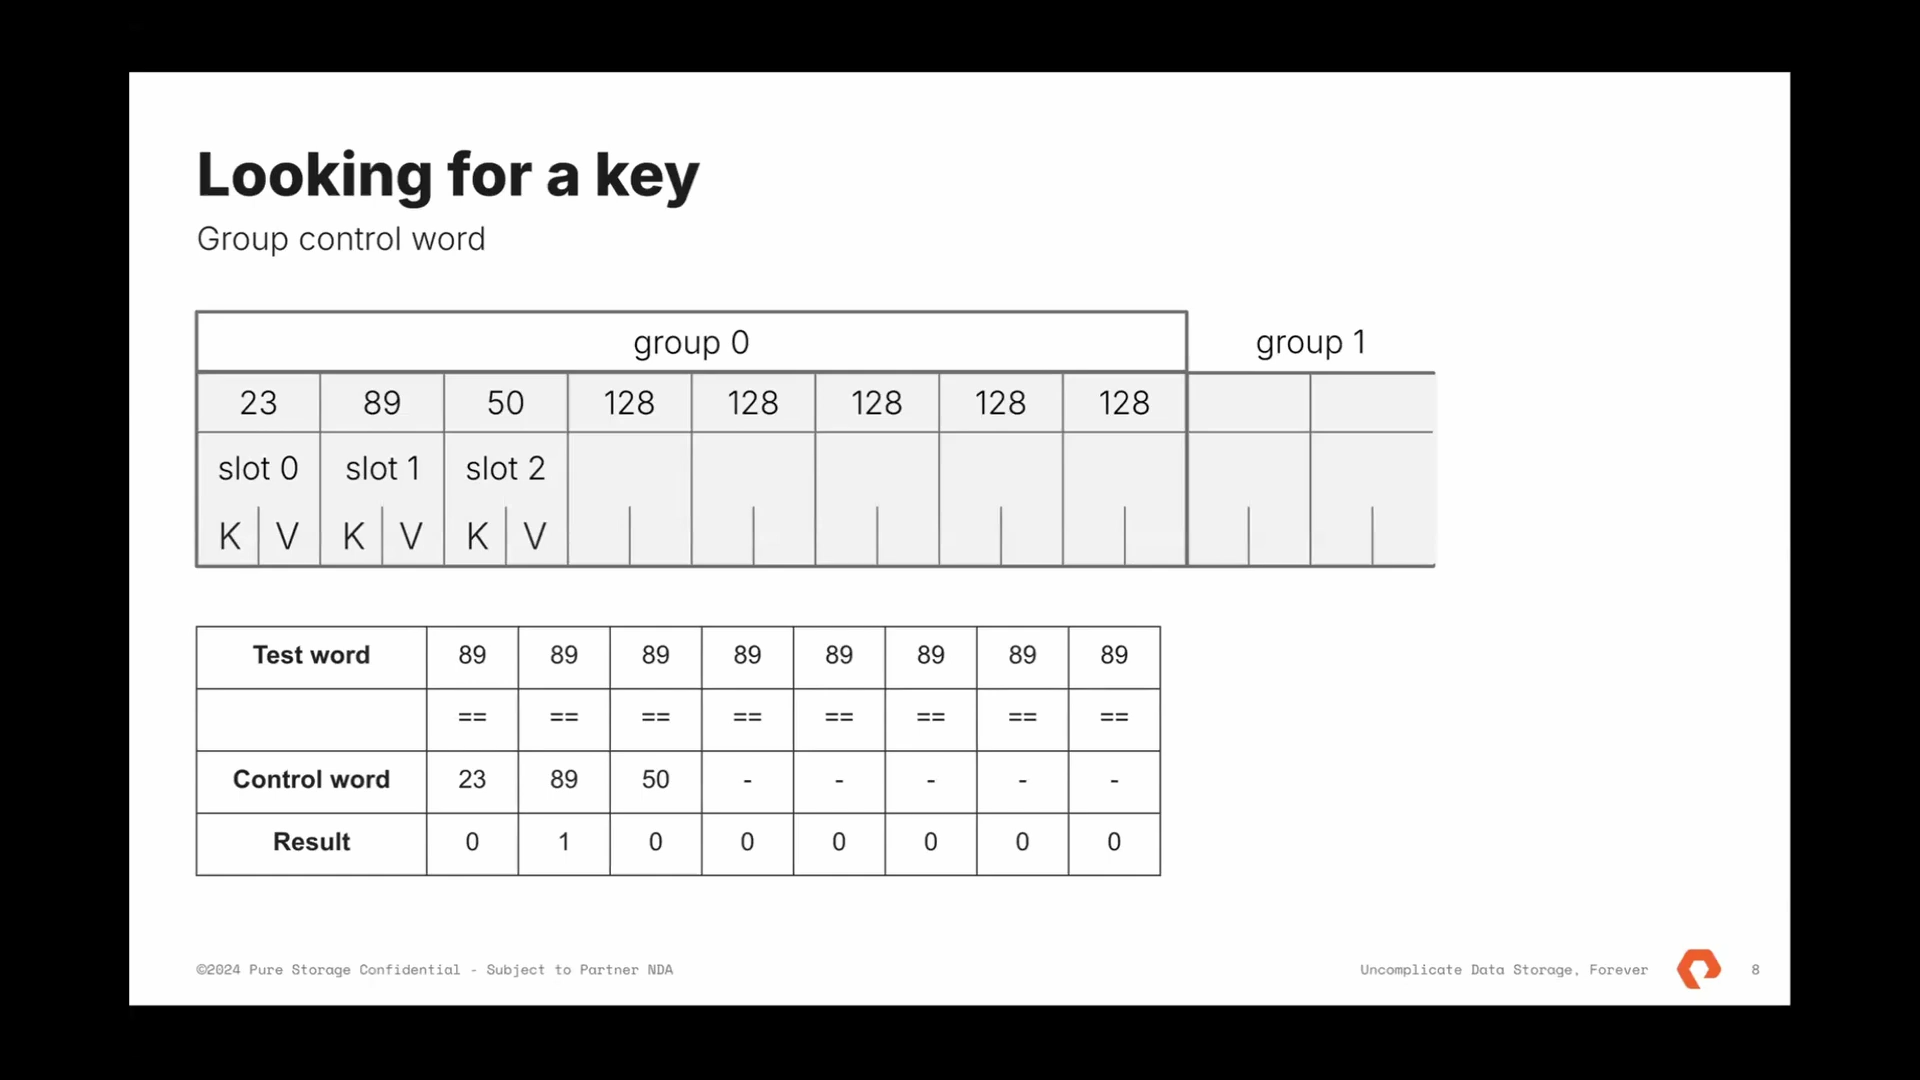 Looking for a key
Group control word
group 0 group 1
23 89 50 128 128 128 128 128
slot 0 slot 1 slot 2
K V K V K V
Test word 89 89 89 89 89 89 89 89
== == == == == == == ==
Control word 23 89 50 - - - - -
Result 0 1 0 0 0 0 0 0
©2024 Pure Storage Confidential - Subject to Partner NDA
Uncomplicate Data Storage, Forever 8